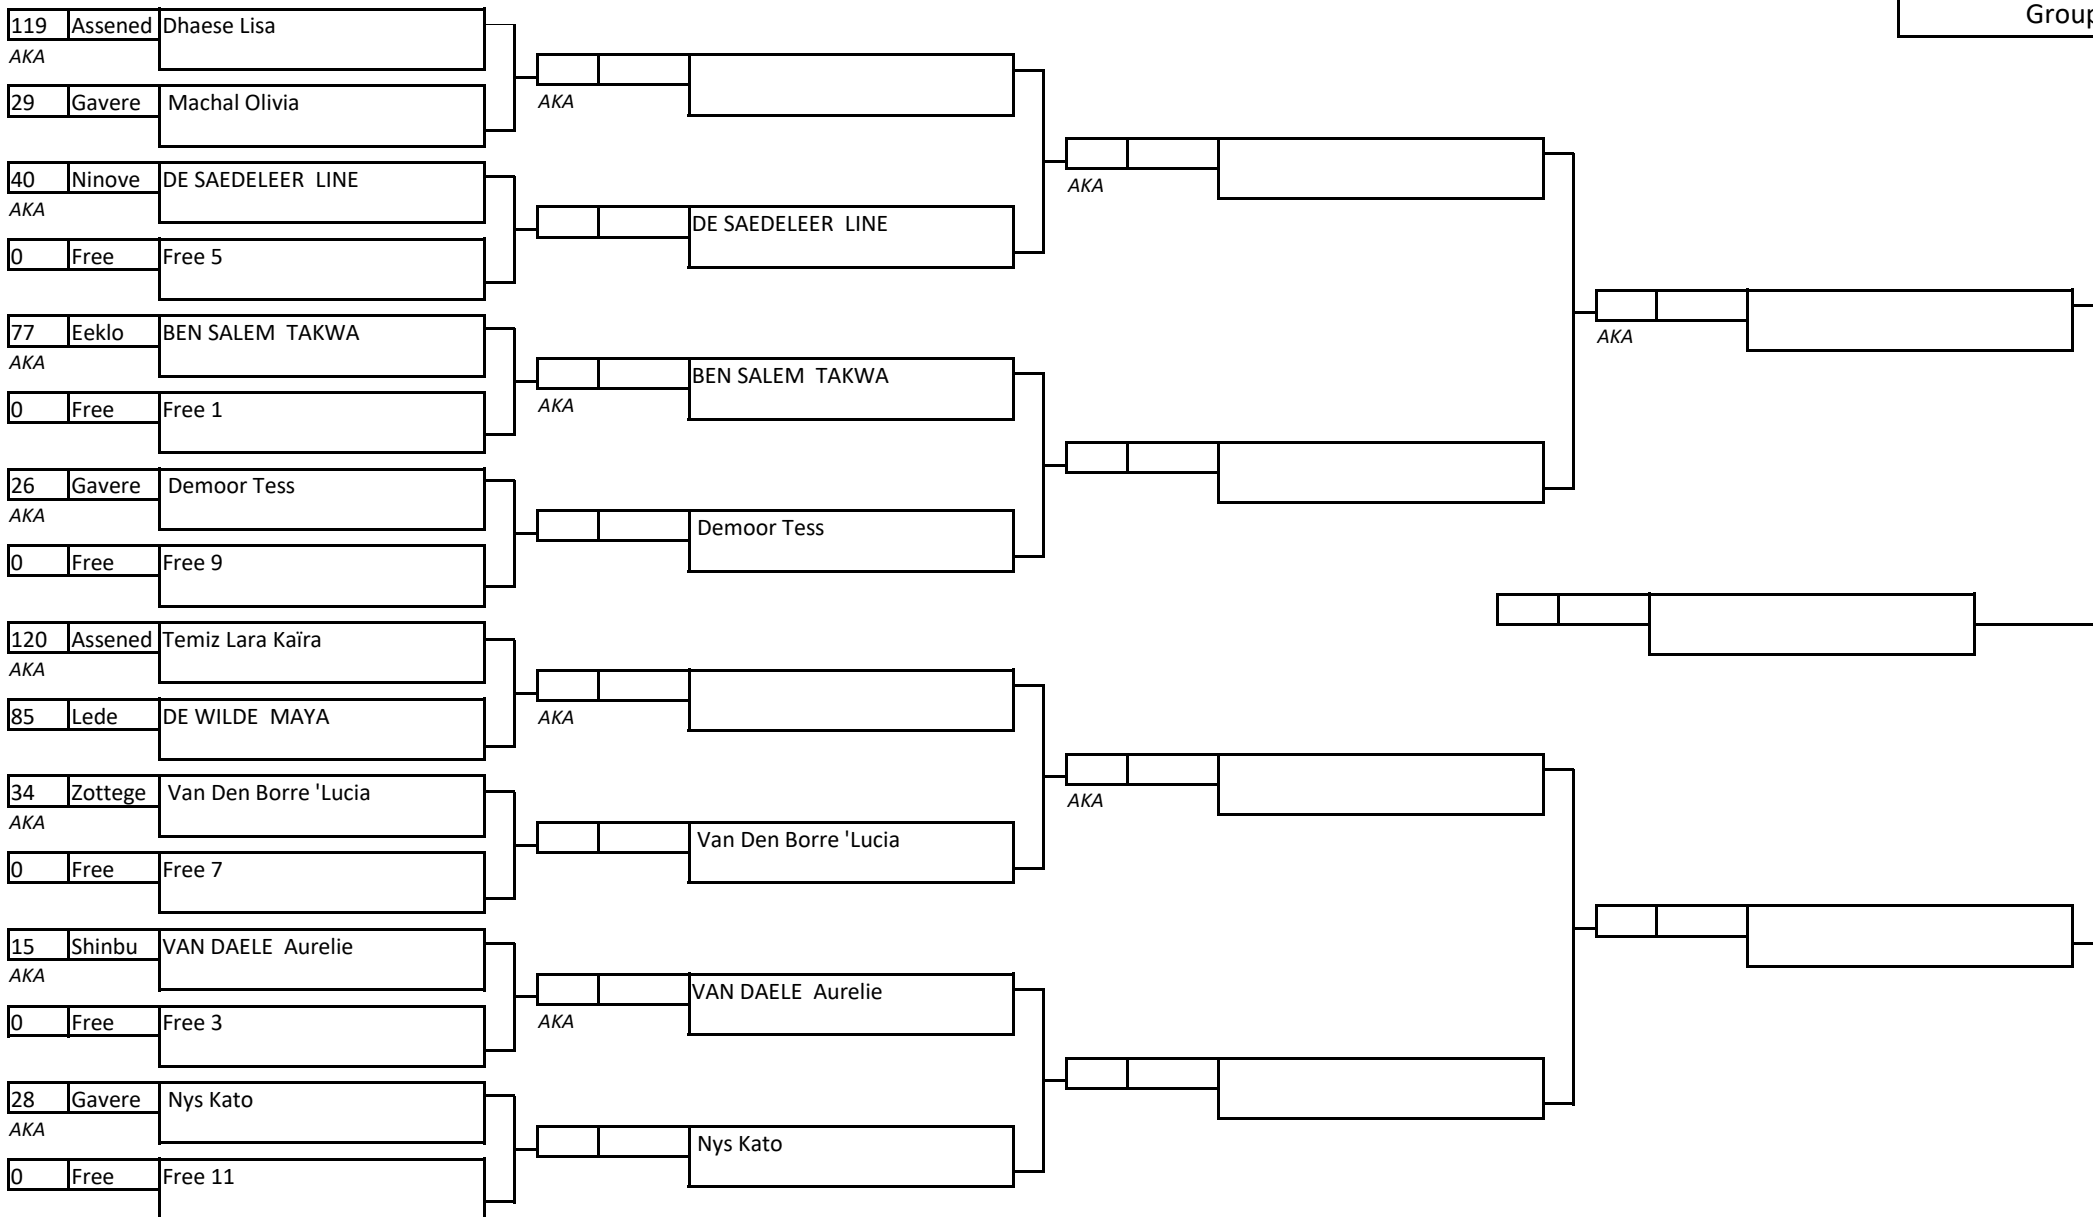 Group
119 Assened Dhaese Lisa
AKA
29 Gavere Machal Olivia
AKA
40 Ninove DE SAEDELEER LINE
AKA
AKA
DE SAEDELEER LINE
0 Free Free 5
77 Eeklo BEN SALEM TAKWA
AKA
AKA
BEN SALEM TAKWA
0 Free Free 1
AKA
26 Gavere Demoor Tess
AKA
Demoor Tess
0 Free Free 9
120 Assened Temiz Lara Kaïra
AKA
85 Lede DE WILDE MAYA
AKA
34 Zottege Van Den Borre 'Lucia
AKA
AKA
Van Den Borre 'Lucia
0 Free Free 7
15 Shinbu VAN DAELE Aurelie
AKA
VAN DAELE Aurelie
0 Free Free 3
AKA
28 Gavere Nys Kato
AKA
Nys Kato
0 Free Free 11